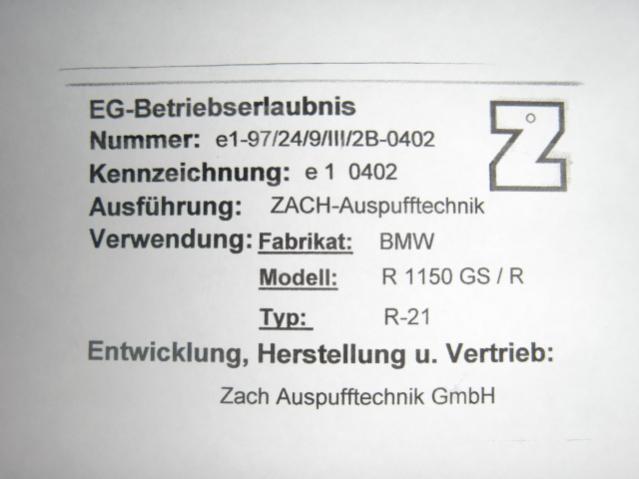 EG-Betriebserlaubnis
Nummer: e1-97/24/9/III/2B-0402
Kennzeichnung: e 1 0402
Ausführung: ZACH-Auspufftechnik
Verwendung: Fabrikat: BMW
Modell: R 1150 GS / R
Typ: R-21
Entwicklung, Herstellung u. Vertrieb:
Zach Auspufftechnik GmbH
Z